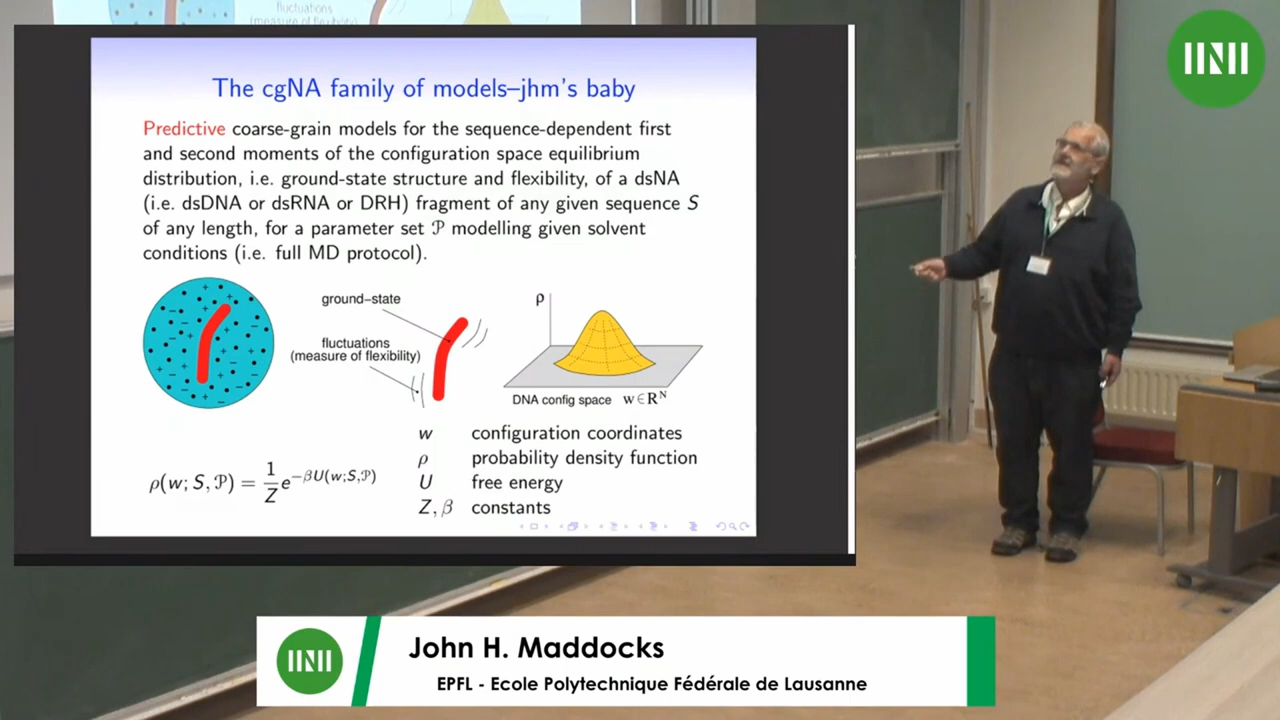 fluctuations
(measure of flexibility)
The cgNA family of models–jhm's baby
Predictive coarse-grain models for the sequence-dependent first
and second moments of the configuration space equilibrium
distribution, i.e. ground-state structure and flexibility, of a dsNA
(i.e. dsDNA or dsRNA or DRH) fragment of any given sequence S
of any length, for a parameter set 𝒫 modelling given solvent
conditions (i.e. full MD protocol).
ground–state
fluctuations
(measure of flexibility)
ρ
DNA config space w∈R^N
ρ(w; S, 𝒫) = 1/Z e^{−βU(w;S,𝒫)}
w configuration coordinates
ρ probability density function
U free energy
Z, β constants
John H. Maddocks
EPFL - Ecole Polytechnique Fédérale de Lausanne